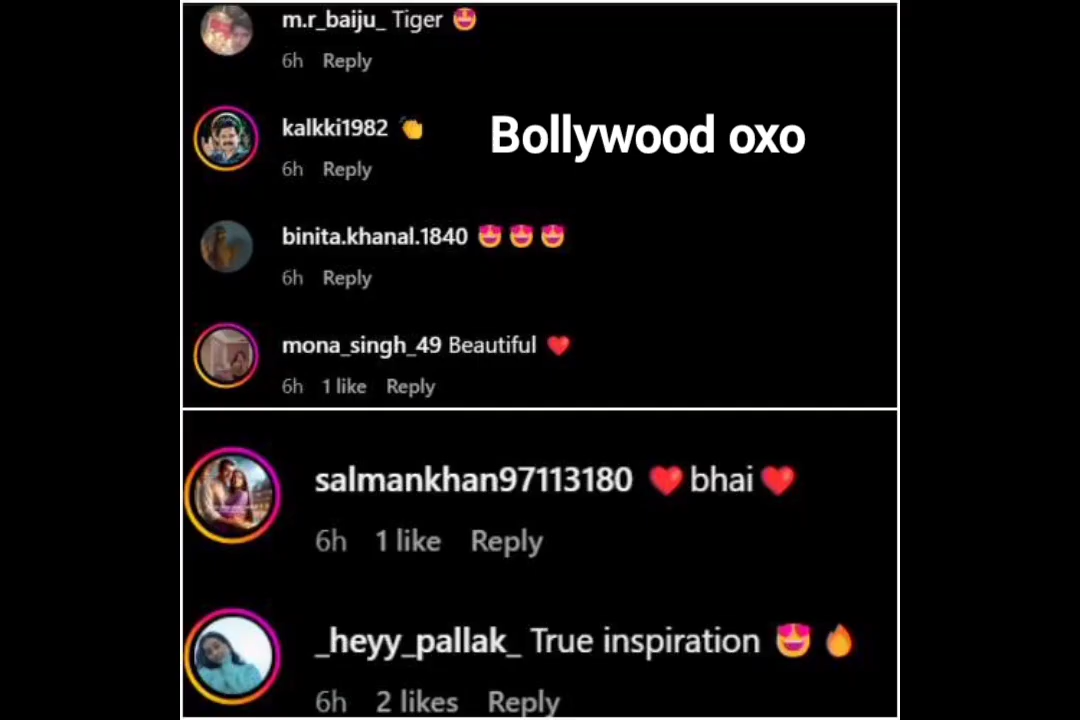 m.r_baiju_ Tiger 😍
6h Reply
kalkki1982 👏
Bollywood oxo
6h Reply
binita.khanal.1840 😍😍😍
6h Reply
mona_singh_49 Beautiful ❤️
6h 1 like Reply
salmankhan97113180 ❤️bhai❤️
6h 1 like Reply
_heyy_pallak_ True inspiration 😍🔥
6h 2 likes Reply